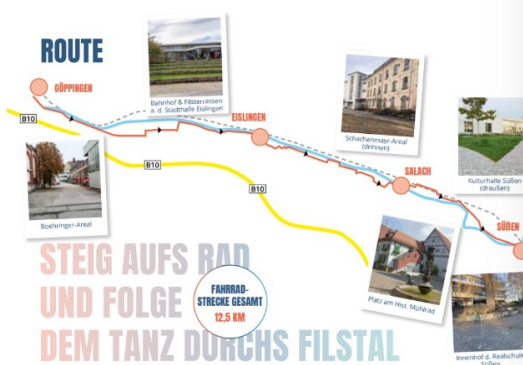 ROUTE
GÖPPINGEN
Bahnhof & Filsterrassen
a. d. Stadthalle Eislingen
EISLINGEN
Schachenmayr-Areal
(drinnen)
B10
B10
B10
SALACH
Kulturhalle Süßen
(draußen)
Boehringer-Areal
SÜßEN
Platz am Hist. Mühlrad
STEIG AUFS RAD
UND FOLGE
DEM TANZ DURCHS FILSTAL
FAHRRAD-
STRECKE GESAMT
12,5 KM
Innenhof d. Realschule
Süßen